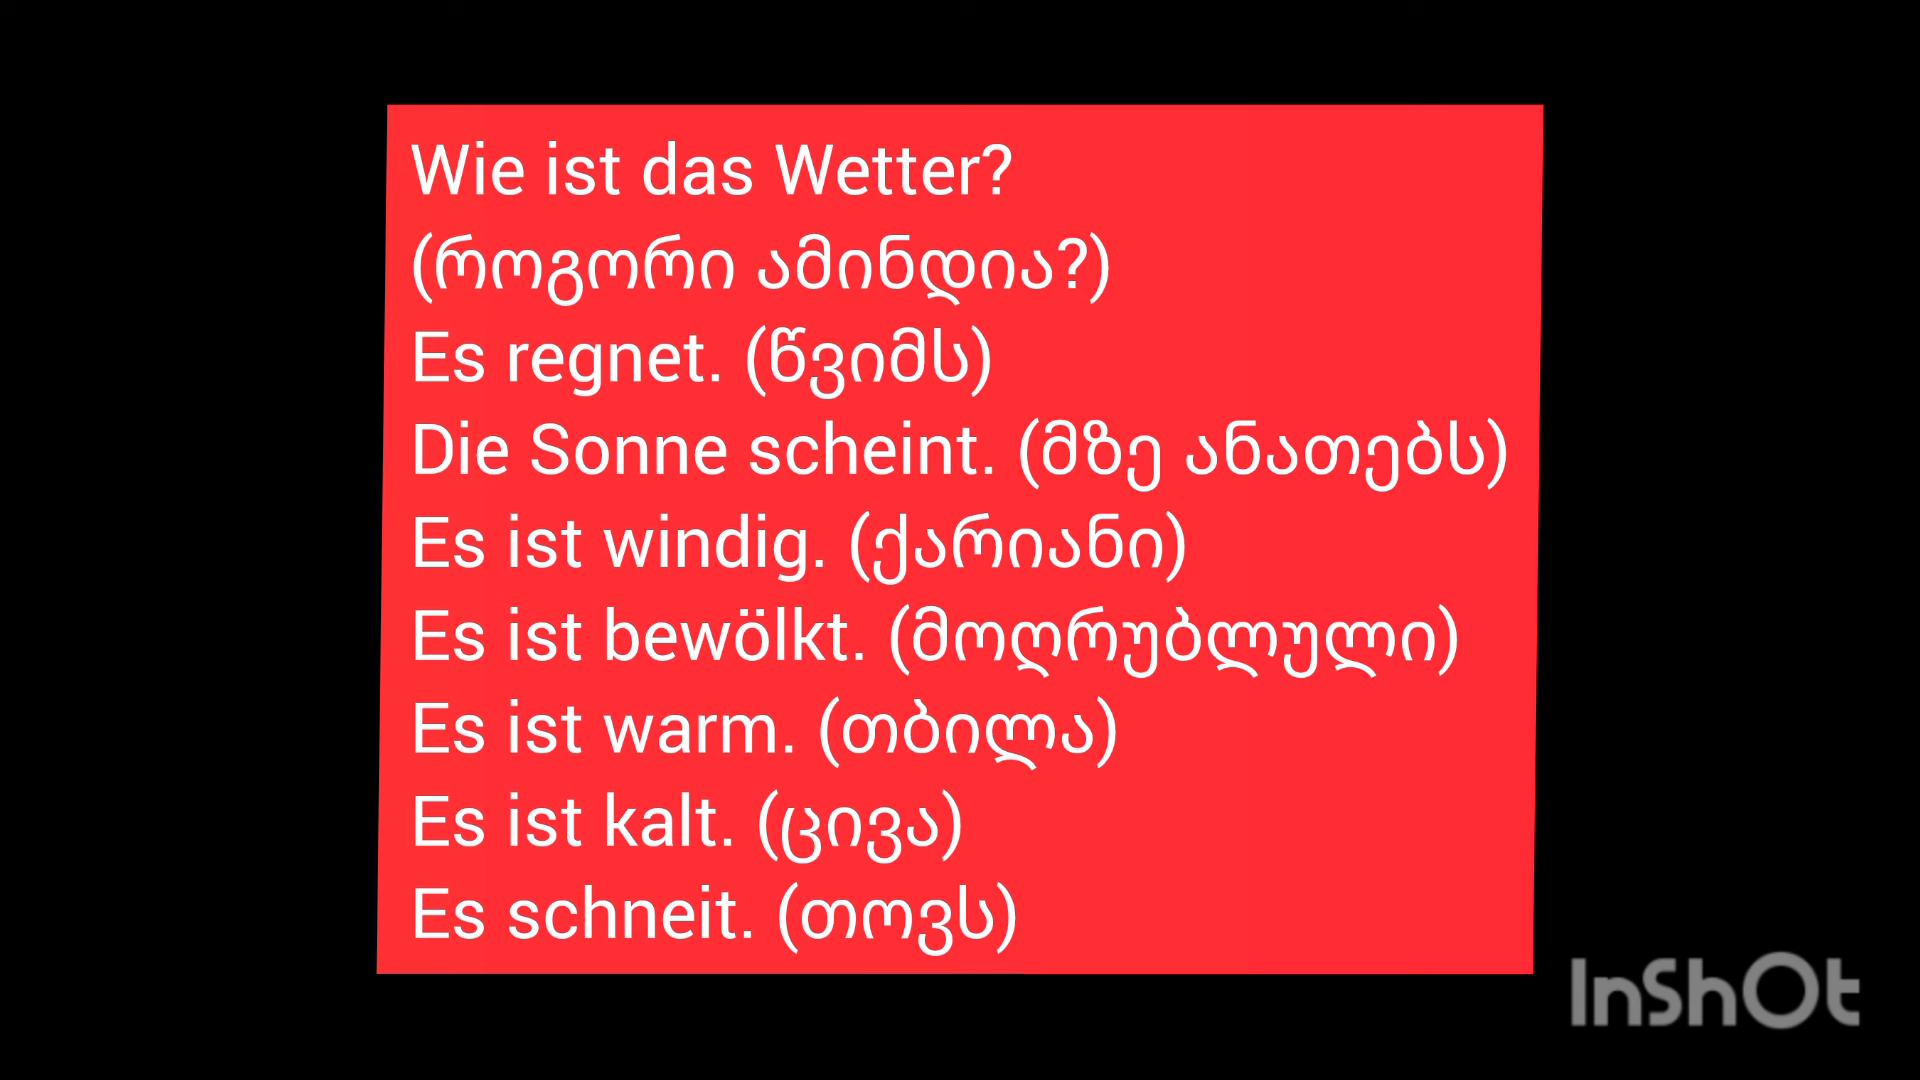 Wie ist das Wetter?
(როგორი ამინდია?)
Es regnet. (წვიმს)
Die Sonne scheint. (მზე ანათებს)
Es ist windig. (ქარიანი)
Es ist bewölkt. (მოღრუბლული)
Es ist warm. (თბილა)
Es ist kalt. (ცივა)
Es schneit. (თოვს)
InShOt